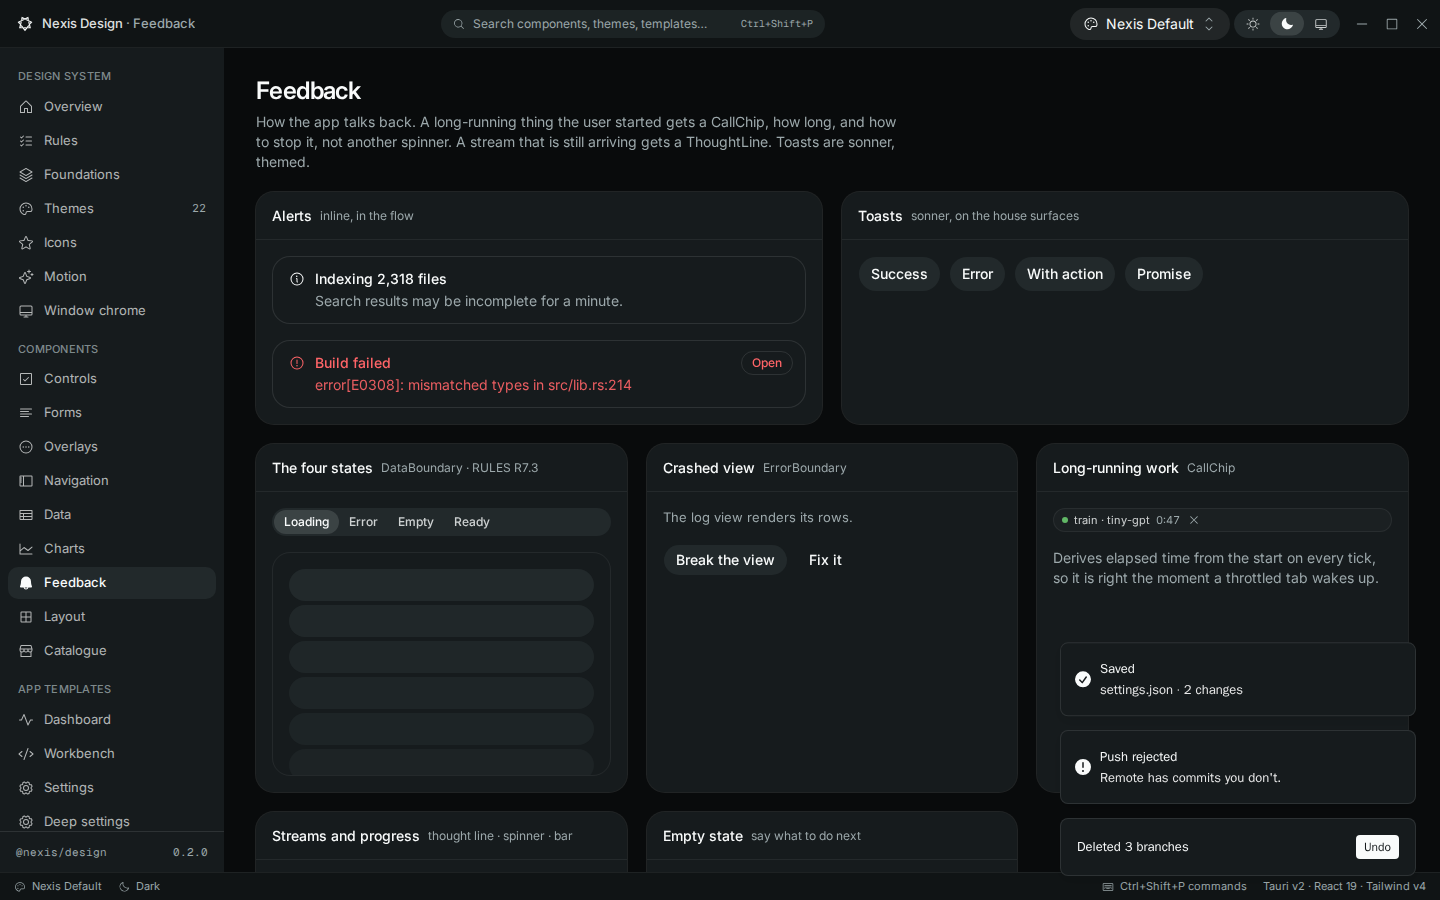 Nexis Design · Feedback
Search components, themes, templates... Ctrl+Shift+P
Nexis Default
DESIGN SYSTEM
Overview
Rules
Foundations
Themes 22
Icons
Motion
Window chrome
COMPONENTS
Controls
Forms
Overlays
Navigation
Data
Charts
Feedback
Layout
Catalogue
APP TEMPLATES
Dashboard
Workbench
Settings
Deep settings
@nexis/design 0.2.0
Feedback
How the app talks back. A long-running thing the user started gets a CallChip, how long, and how
to stop it, not another spinner. A stream that is still arriving gets a ThoughtLine. Toasts are sonner,
themed.
Alerts inline, in the flow
Indexing 2,318 files
Search results may be incomplete for a minute.
Build failed Open
error[E0308]: mismatched types in src/lib.rs:214
Toasts sonner, on the house surfaces
Success Error With action Promise
The four states DataBoundary · RULES R7.3
Loading Error Empty Ready
Crashed view ErrorBoundary
The log view renders its rows.
Break the view Fix it
Long-running work CallChip
train · tiny-gpt 0:47
Derives elapsed time from the start on every tick,
so it is right the moment a throttled tab wakes up.
Streams and progress thought line · spinner · bar
Empty state say what to do next
Saved
settings.json · 2 changes
Push rejected
Remote has commits you don't.
Deleted 3 branches Undo
Nexis Default Dark
Ctrl+Shift+P commands Tauri v2 · React 19 · Tailwind v4